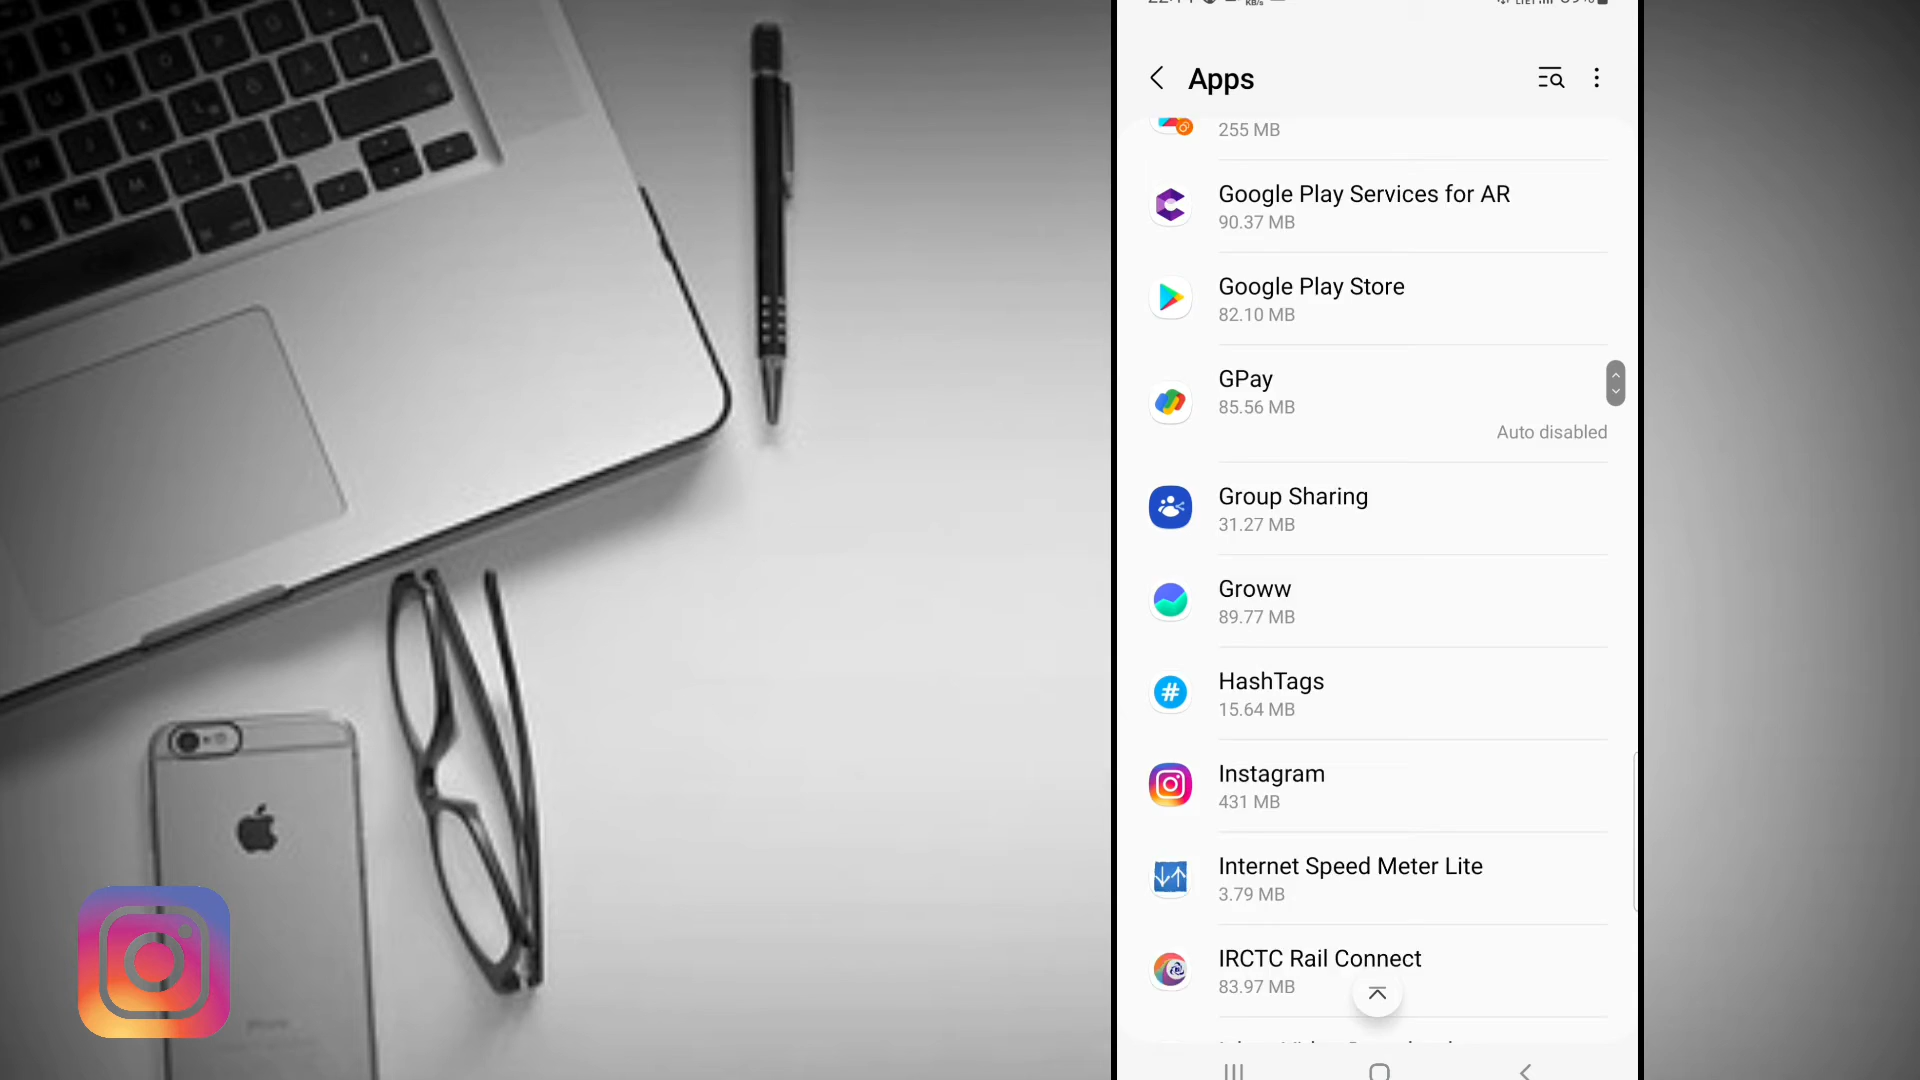 Apps
255 MB
Google Play Services for AR
90.37 MB
Google Play Store
82.10 MB
GPay
85.56 MB
Auto disabled
Group Sharing
31.27 MB
Groww
89.77 MB
HashTags
15.64 MB
Instagram
431 MB
Internet Speed Meter Lite
3.79 MB
IRCTC Rail Connect
83.97 MB